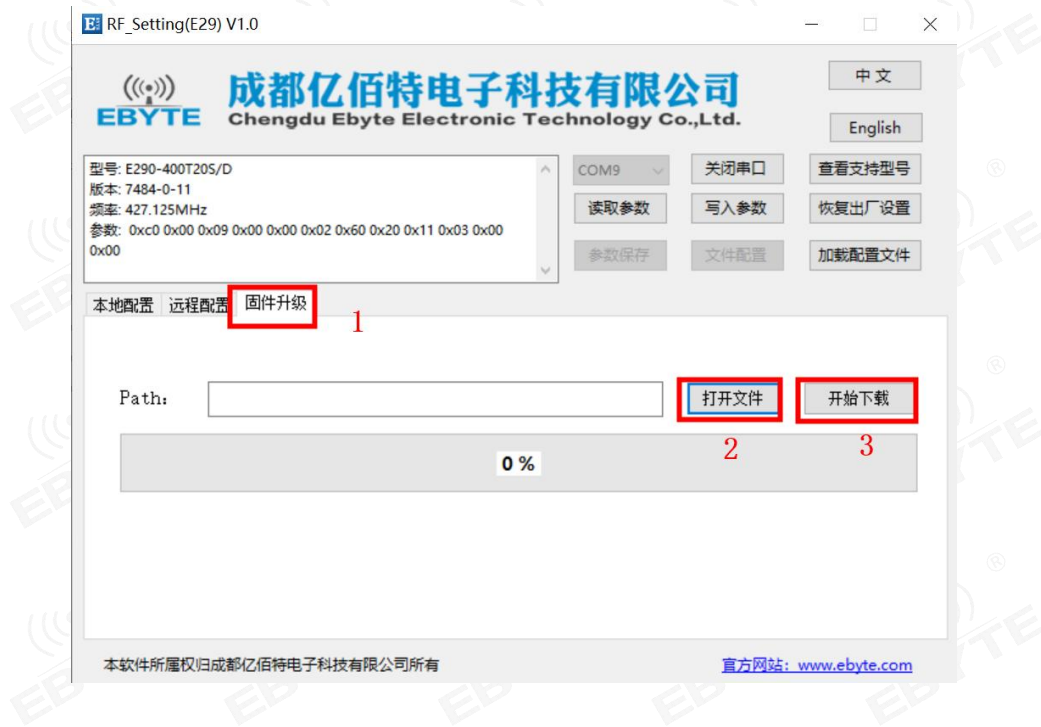 RF_Setting(E29) V1.0
中文
EBYTE
成都亿佰特电子科技有限公司
Chengdu Ebyte Electronic Technology Co.,Ltd.
English
型号: E290-400T20S/D
版本: 7484-0-11
频率: 427.125MHz
参数: 0xc0 0x00 0x09 0x00 0x00 0x02 0x60 0x20 0x11 0x03 0x00
0x00
COM9 关闭串口 查看支持型号
读取参数 写入参数 恢复出厂设置
参数保存 文件配置 加载配置文件
本地配置 远程配置 固件升级
1
Path: 打开文件 开始下载
2 3
0 %
本软件所属权归成都亿佰特电子科技有限公司所有 官方网站: www.ebyte.com